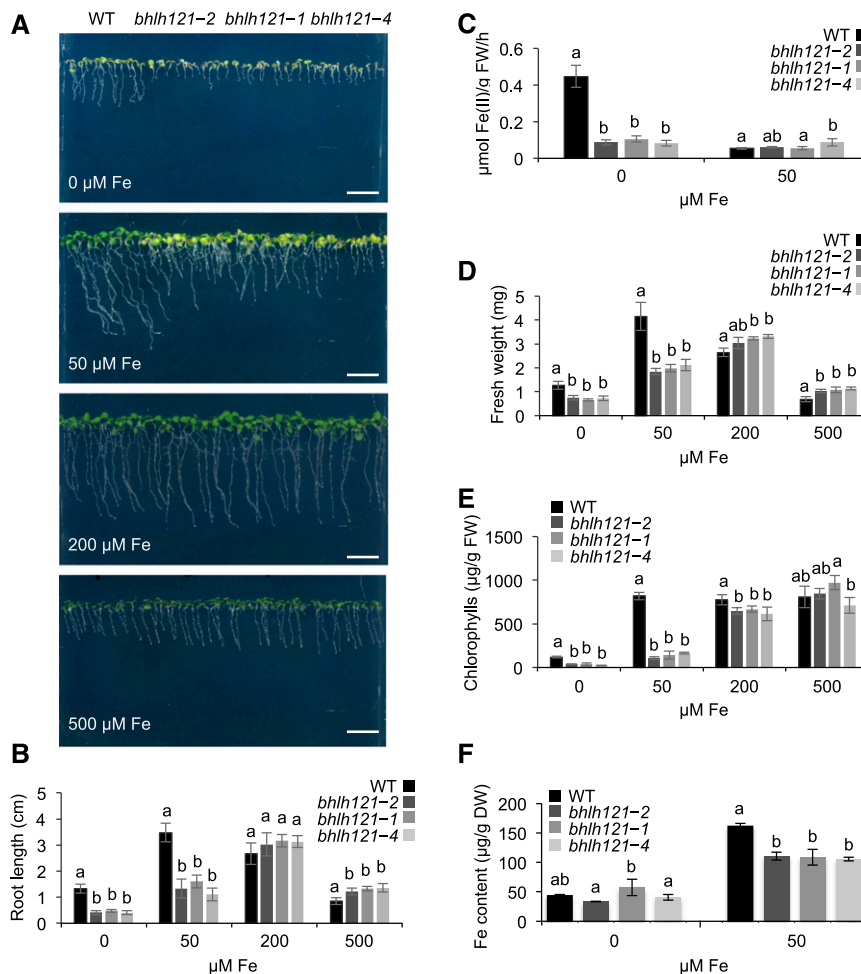 A
WT bhlh121−2 bhlh121−1 bhlh121−4
0 µM Fe
50 µM Fe
200 µM Fe
500 µM Fe
B
Root length (cm)
5
4
3
2
1
0
WT
bhlh121−2
bhlh121−1
bhlh121−4
a b b b a b b b a a a a a b b b
0 50 200 500
µM Fe
C
µmol Fe(II)/g FW/h
0.6
0.4
0.2
0
WT
bhlh121−2
bhlh121−1
bhlh121−4
a b b b a ab a b
0 50
µM Fe
D
Fresh weight (mg)
5
4
3
2
1
0
WT
bhlh121−2
bhlh121−1
bhlh121−4
a b b b a b b b a ab b b a b b b
0 50 200 500
µM Fe
E
Chlorophylls (µg/g FW)
1500
1000
500
0
WT
bhlh121−2
bhlh121−1
bhlh121−4
a b b b a b b b a b b b ab ab a b
0 50 200 500
µM Fe
F
Fe content (µg/g DW)
200
150
100
50
0
WT
bhlh121−2
bhlh121−1
bhlh121−4
ab a b a a b b b
0 50
µM Fe